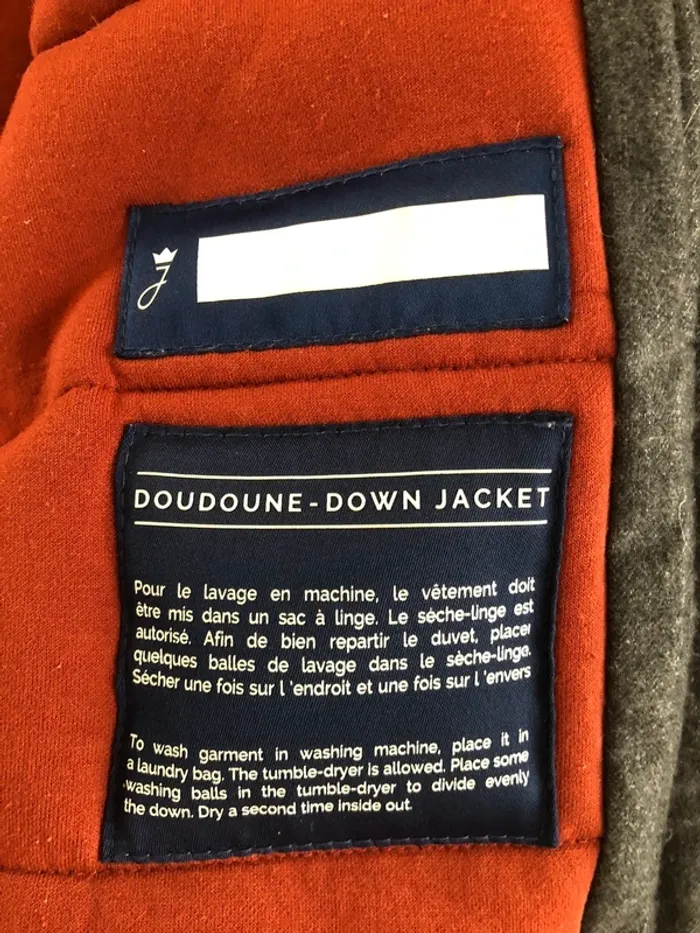 J
DOUDOUNE-DOWN JACKET
Pour le lavage en machine, le vêtement doit
être mis dans un sac à linge. Le sèche-linge est
autorisé. Afin de bien repartir le duvet, placer
quelques balles de lavage dans le sèche-linge.
Sécher une fois sur l 'endroit et une fois sur l 'envers
To wash garment in washing machine, place it in
a laundry bag. The tumble-dryer is allowed. Place some
washing balls in the tumble-dryer to divide evenly
the down. Dry a second time inside out.